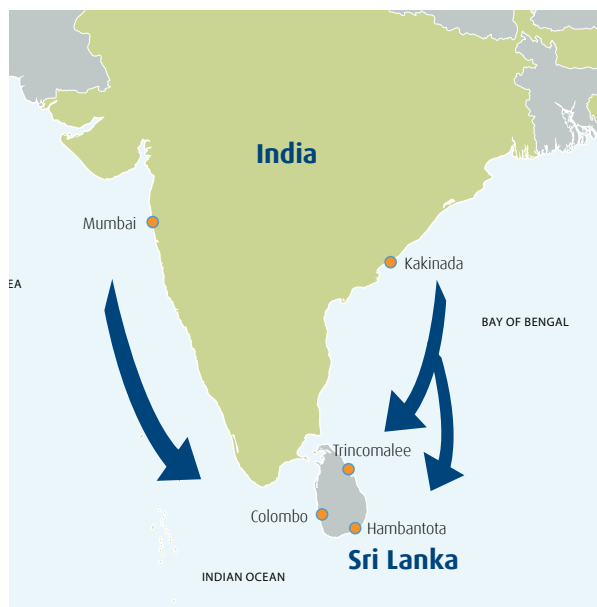 India
Mumbai
Kakinada
EA
BAY OF BENGAL
Trincomalee
Colombo
Hambantota
Sri Lanka
INDIAN OCEAN